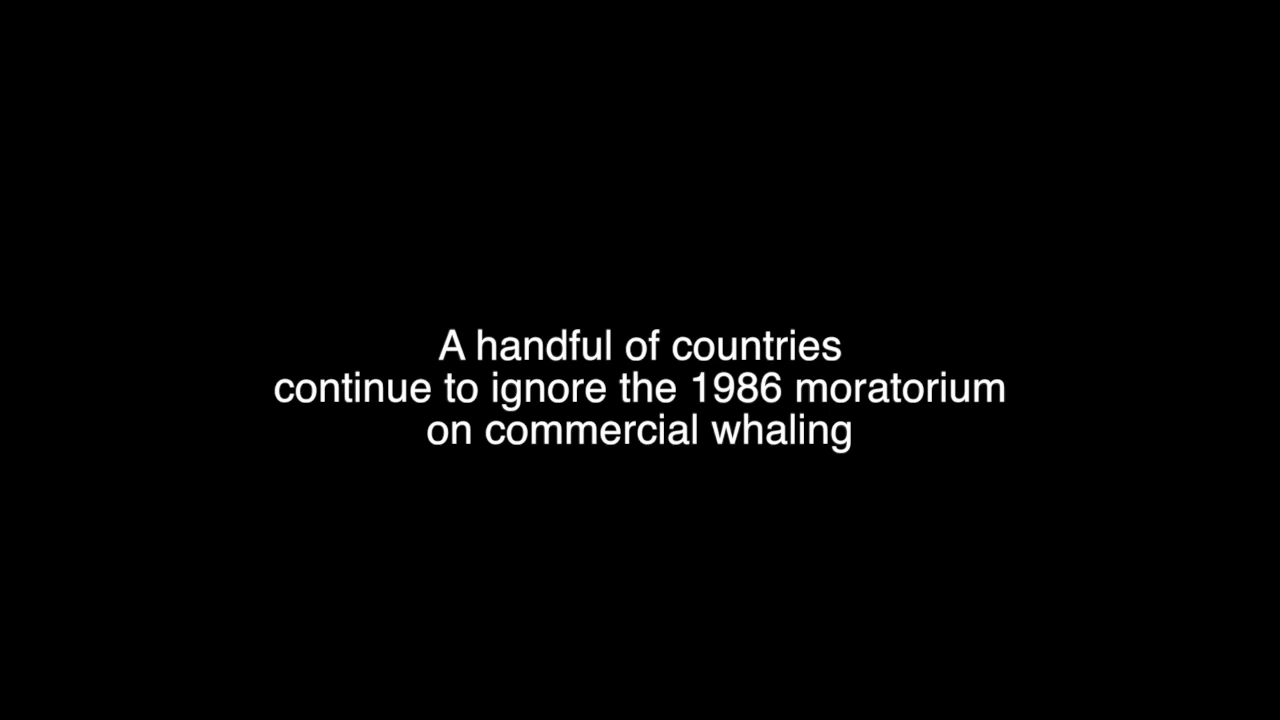 A handful of countries
continue to ignore the 1986 moratorium
on commercial whaling